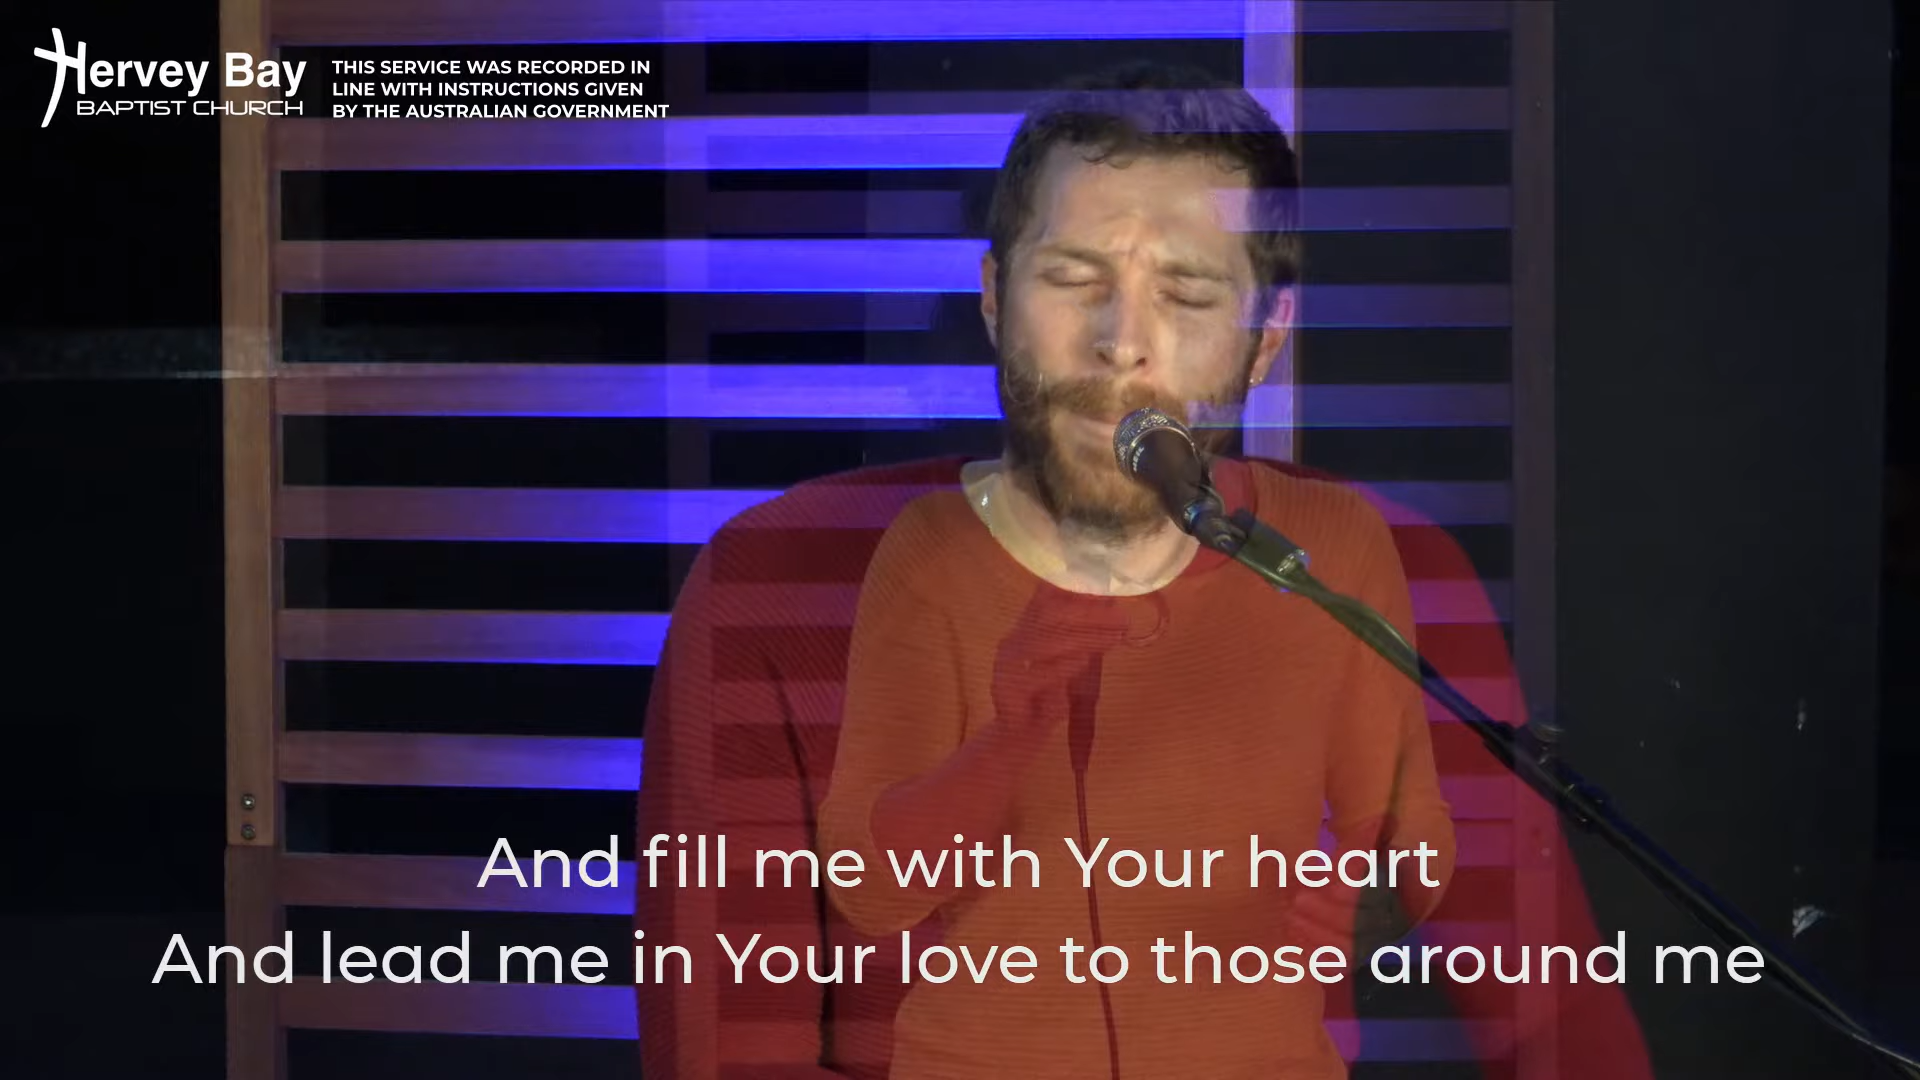 Hervey Bay
BAPTIST CHURCH
THIS SERVICE WAS RECORDED IN
LINE WITH INSTRUCTIONS GIVEN
BY THE AUSTRALIAN GOVERNMENT
And fill me with Your heart
And lead me in Your love to those around me